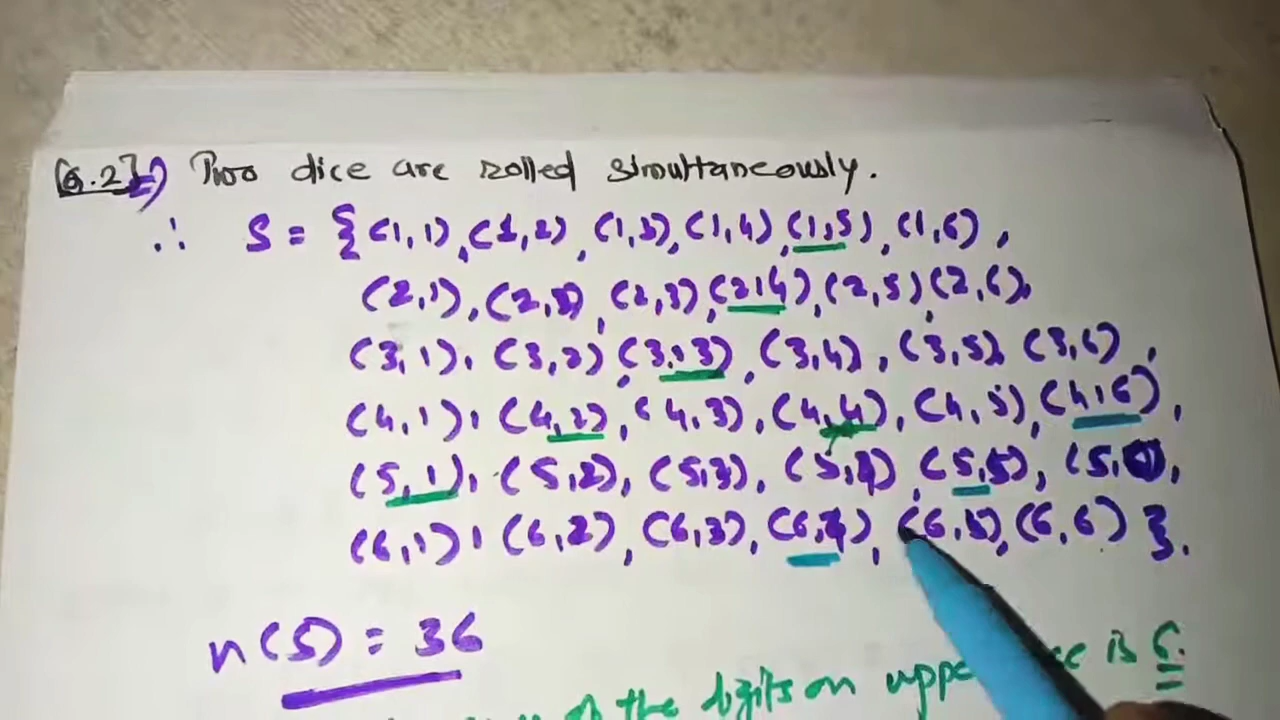 Q.2] ⇒ Two dice are rolled simultaneously.
∴ S = {(1,1), (1,2), (1,3), (1,4), (1,5), (1,6),
(2,1), (2,2), (2,3), (2,4), (2,5), (2,6),
(3,1), (3,2), (3,3), (3,4), (3,5), (3,6),
(4,1), (4,2), (4,3), (4,4), (4,5), (4,6),
(5,1), (5,2), (5,3), (5,4), (5,5), (5,6),
(6,1), (6,2), (6,3), (6,4), (6,5), (6,6)}.
n(S) = 36
of the digits on is 6.